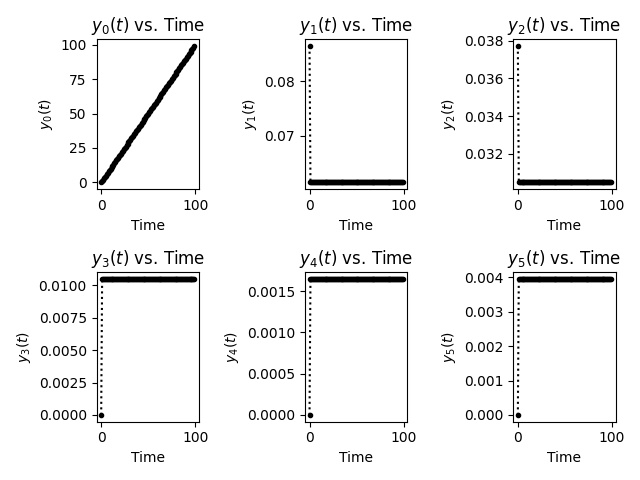 y₀(t) vs. Time
y₁(t) vs. Time
y₂(t) vs. Time
100
75
50
25
0
y₀(t)
0
100
Time
0.08
0.07
y₁(t)
0
100
Time
0.038
0.036
0.034
0.032
y₂(t)
0
100
Time
y₃(t) vs. Time
y₄(t) vs. Time
y₅(t) vs. Time
0.0100
0.0075
0.0050
0.0025
0.0000
y₃(t)
0
100
Time
0.0015
0.0010
0.0005
0.0000
y₄(t)
0
100
Time
0.004
0.003
0.002
0.001
0.000
y₅(t)
0
100
Time